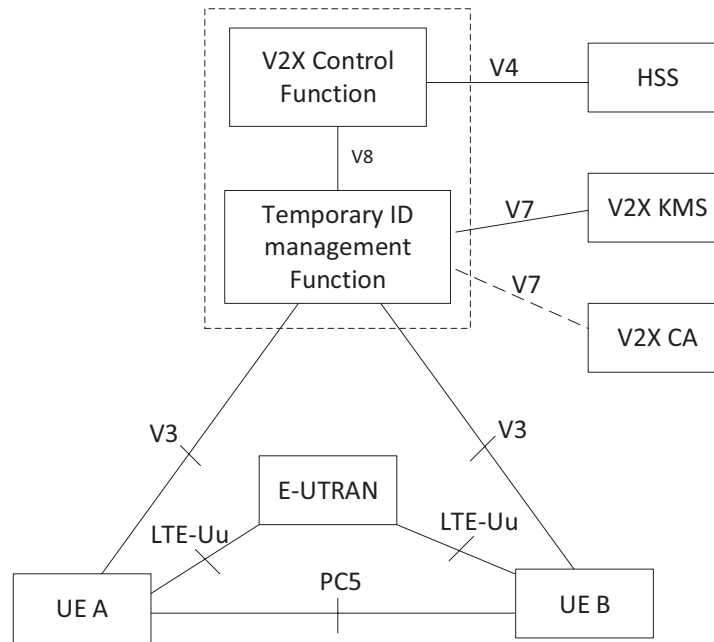 V2X Control
Function
V4
HSS
V8
Temporary ID
management
Function
V7
V2X KMS
V7
V2X CA
V3
V3
E-UTRAN
LTE-Uu
LTE-Uu
PC5
UE A
UE B